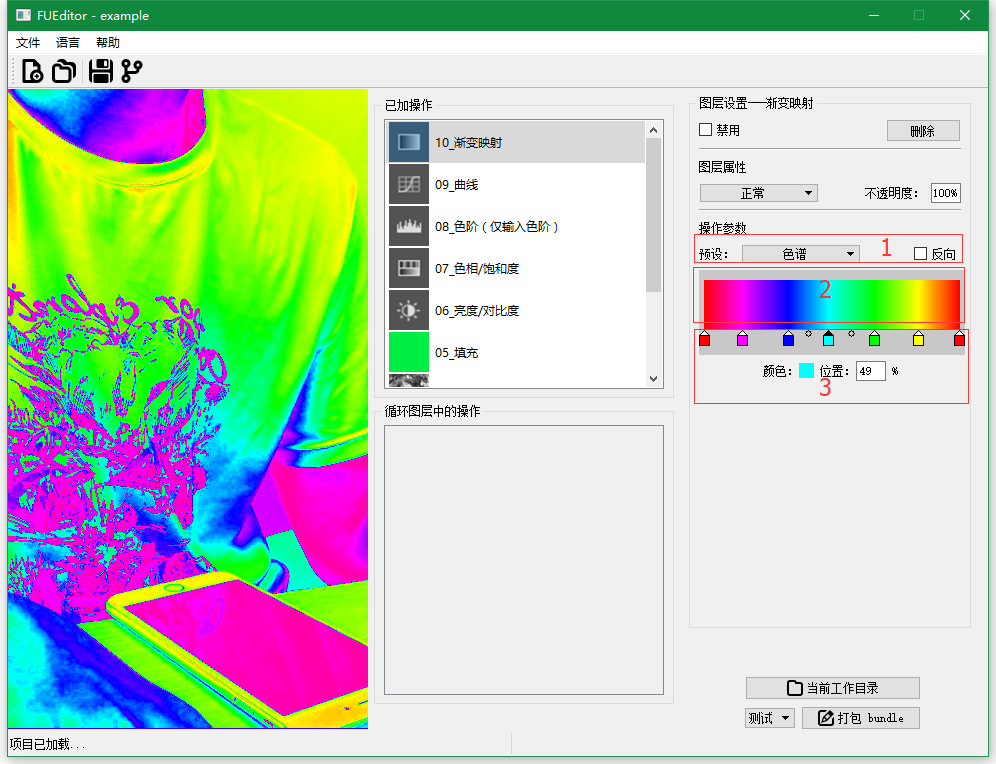 FUEditor - example
文件 语言 帮助
已加操作
10_渐变映射
09_曲线
08_色阶（仅输入色阶）
07_色相/饱和度
06_亮度/对比度
05_填充
循环图层中的操作
图层设置——渐变映射
禁用 删除
图层属性
正常 不透明度： 100%
操作参数
预设： 色谱 1 反向
2
颜色： 位置： 49 %
3
当前工作目录
测试 打包 bundle
项目已加载...